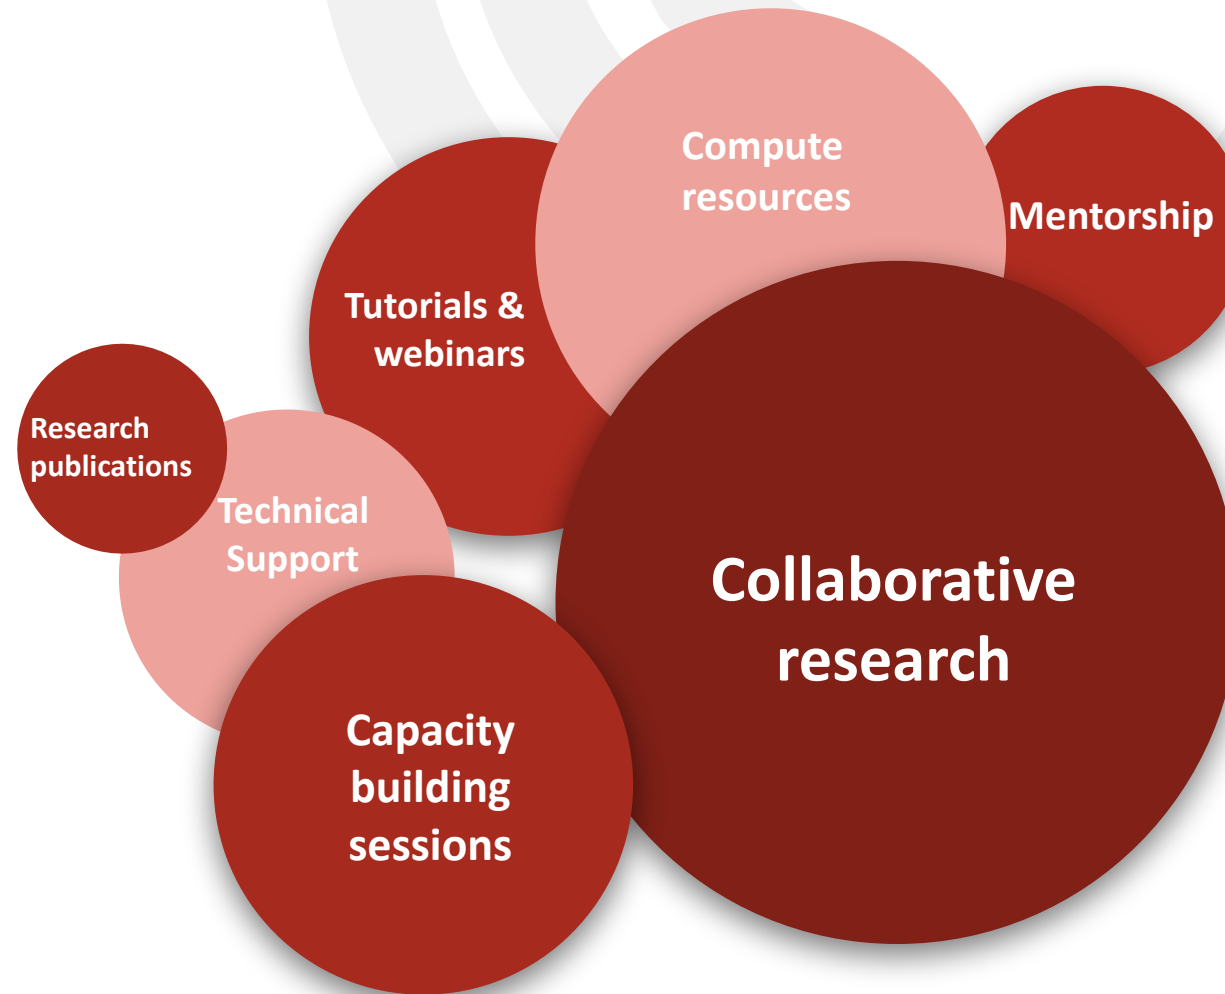 Compute
resources
Mentorship
Tutorials &
webinars
Research
publications
Technical
Support
Collaborative
research
Capacity
building
sessions